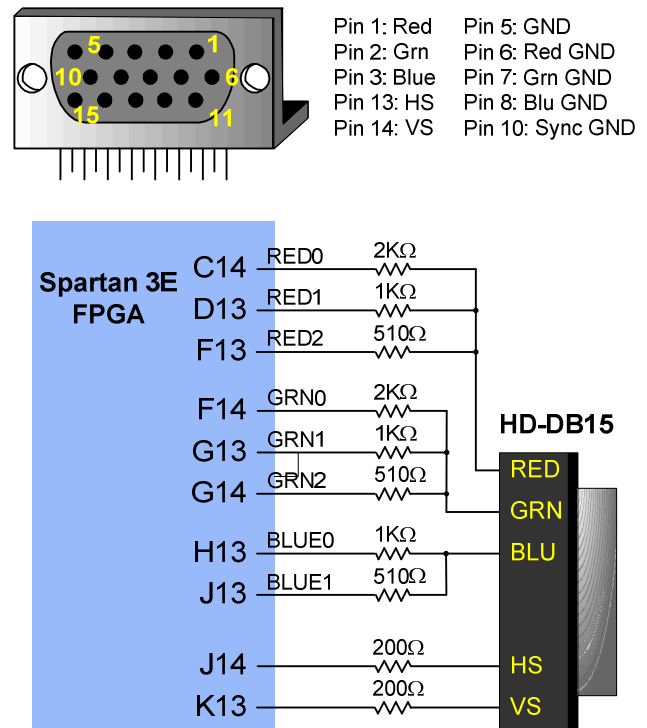 5 1
10 6
15 11
Pin 1: Red Pin 5: GND
Pin 2: Grn Pin 6: Red GND
Pin 3: Blue Pin 7: Grn GND
Pin 13: HS Pin 8: Blu GND
Pin 14: VS Pin 10: Sync GND
Spartan 3E
FPGA
C14 RED0 2KΩ
D13 RED1 1KΩ
F13 RED2 510Ω
F14 GRN0 2KΩ
G13 GRN1 1KΩ
G14 GRN2 510Ω
H13 BLUE0 1KΩ
J13 BLUE1 510Ω
J14 200Ω
K13 200Ω
HD-DB15
RED
GRN
BLU
HS
VS